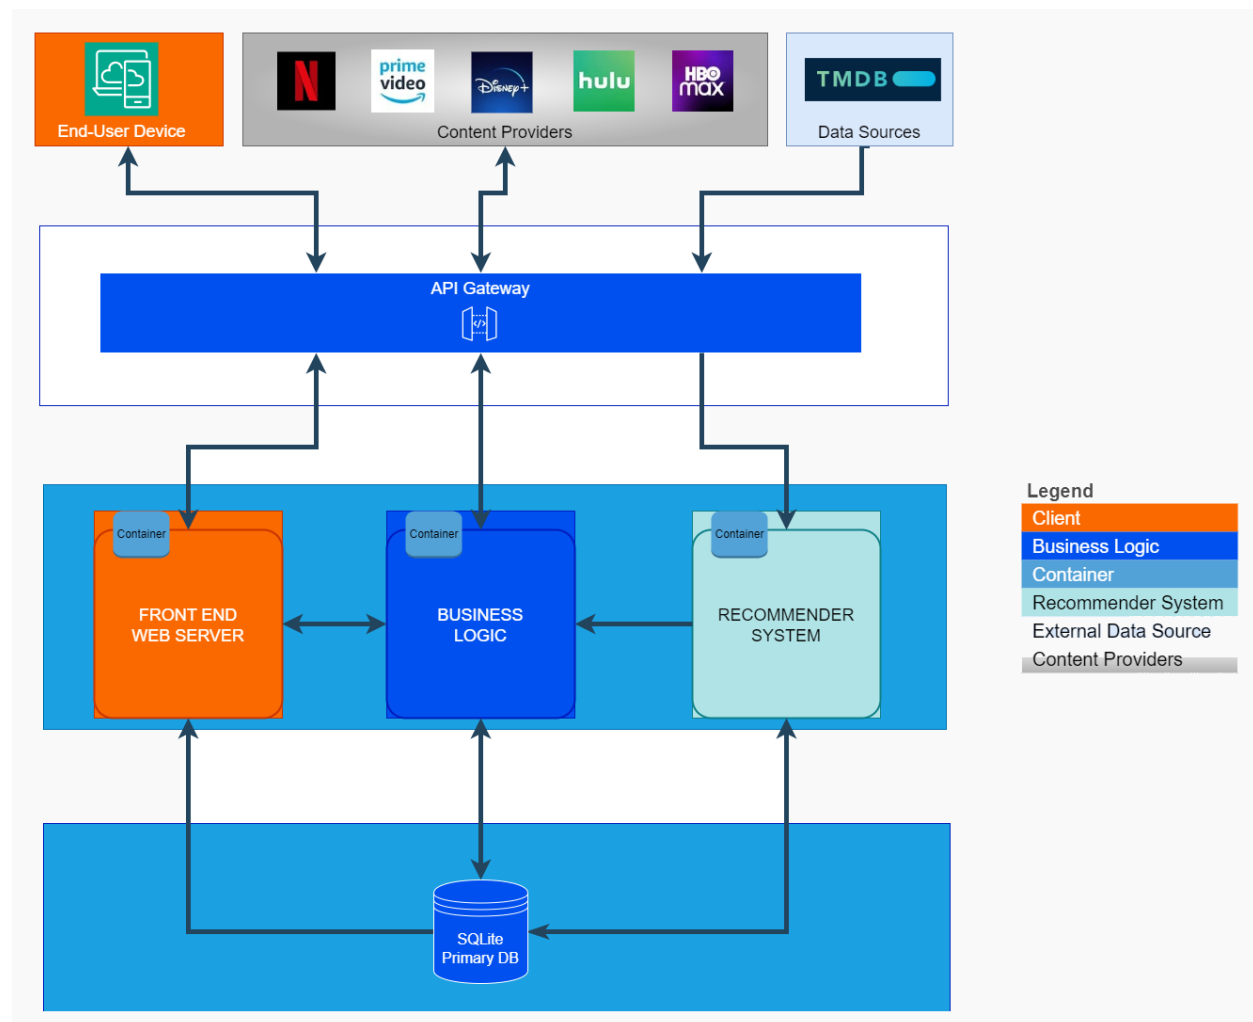 N
prime
video
Disney+
hulu
HBO
max
TMDB
End-User Device
Content Providers
Data Sources
API Gateway
</>
Legend
Client
Business Logic
Container
Recommender System
External Data Source
Content Providers
Container
Container
Container
FRONT END
WEB SERVER
BUSINESS
LOGIC
RECOMMENDER
SYSTEM
SQLite
Primary DB